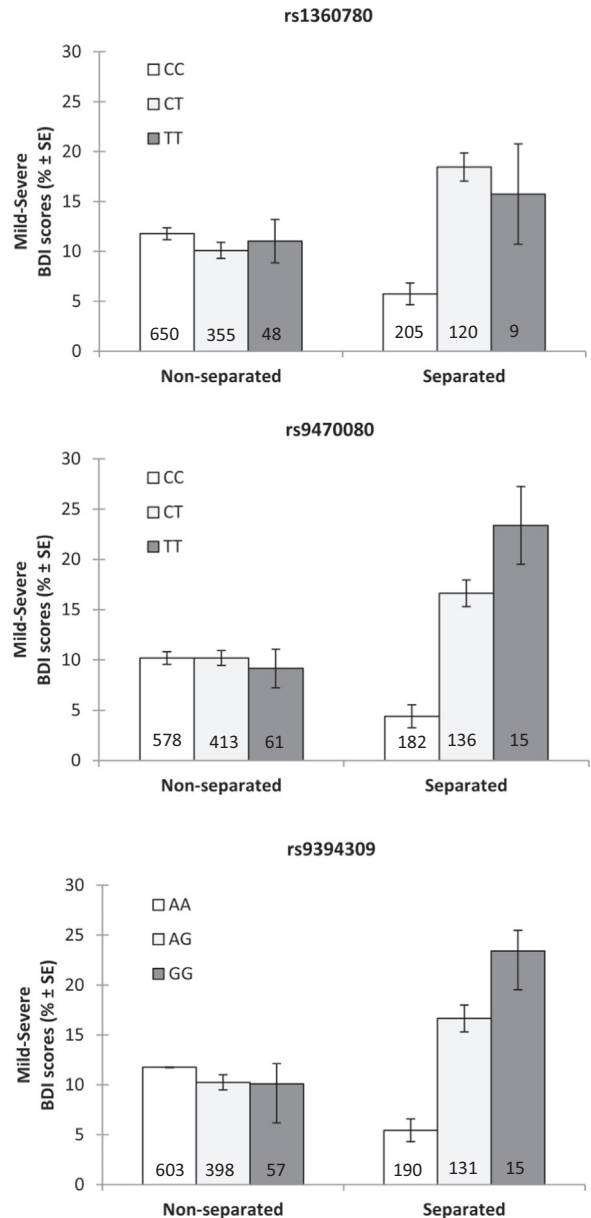 rs1360780
Mild-Severe
BDI scores (% ± SE)
30
25
20
15
10
5
0
CC
CT
TT
650 355 48 205 120 9
Non-separated Separated
rs9470080
Mild-Severe
BDI scores (% ± SE)
30
25
20
15
10
5
0
CC
CT
TT
578 413 61 182 136 15
Non-separated Separated
rs9394309
Mild-Severe
BDI scores (% ± SE)
30
25
20
15
10
5
0
AA
AG
GG
603 398 57 190 131 15
Non-separated Separated